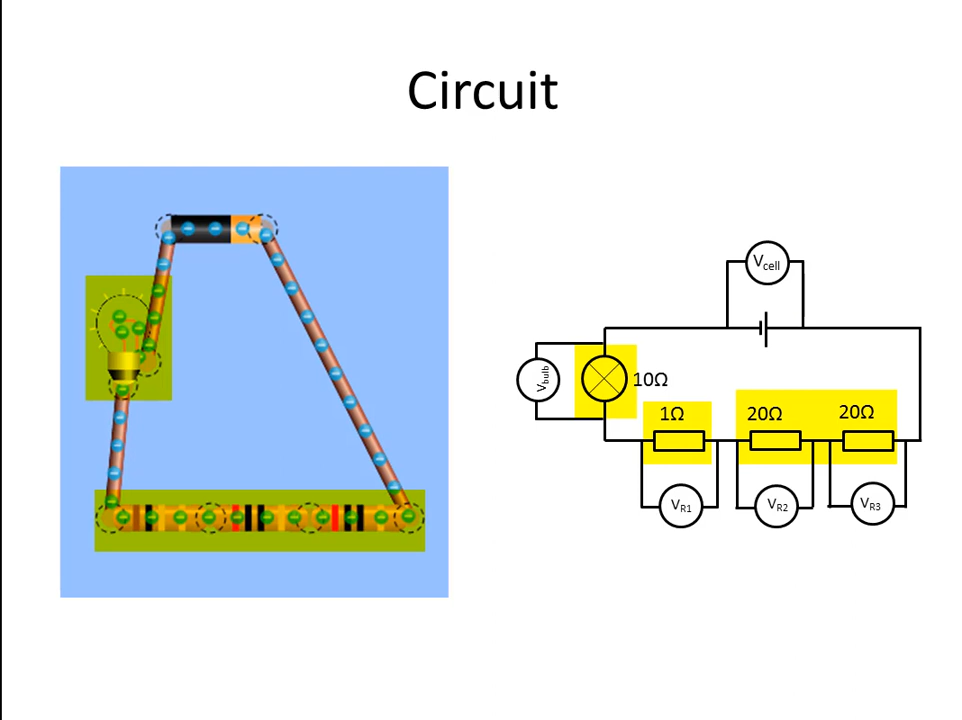 Circuit
Vcell
Vbulb
10Ω
1Ω
20Ω
20Ω
VR1
VR2
VR3